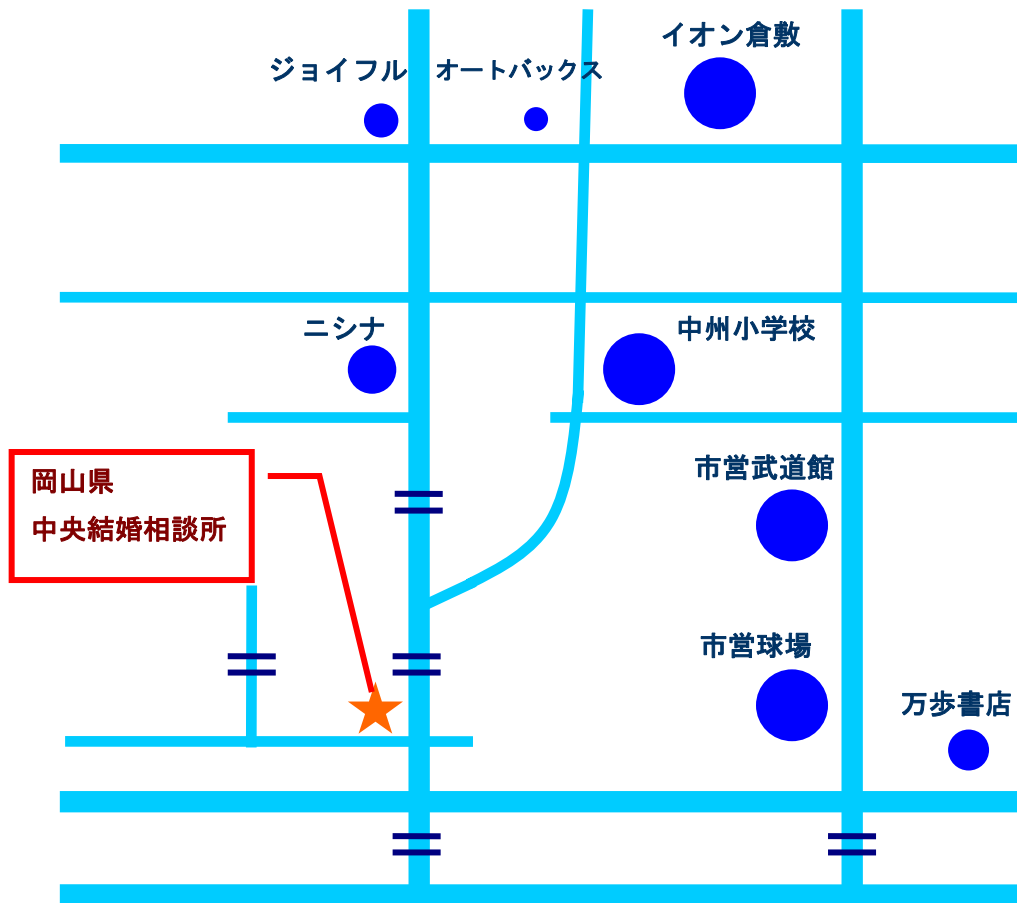 イオン倉敷
ジョイフル
オートバックス
ニシナ
中州小学校
市営武道館
岡山県
中央結婚相談所
市営球場
万歩書店